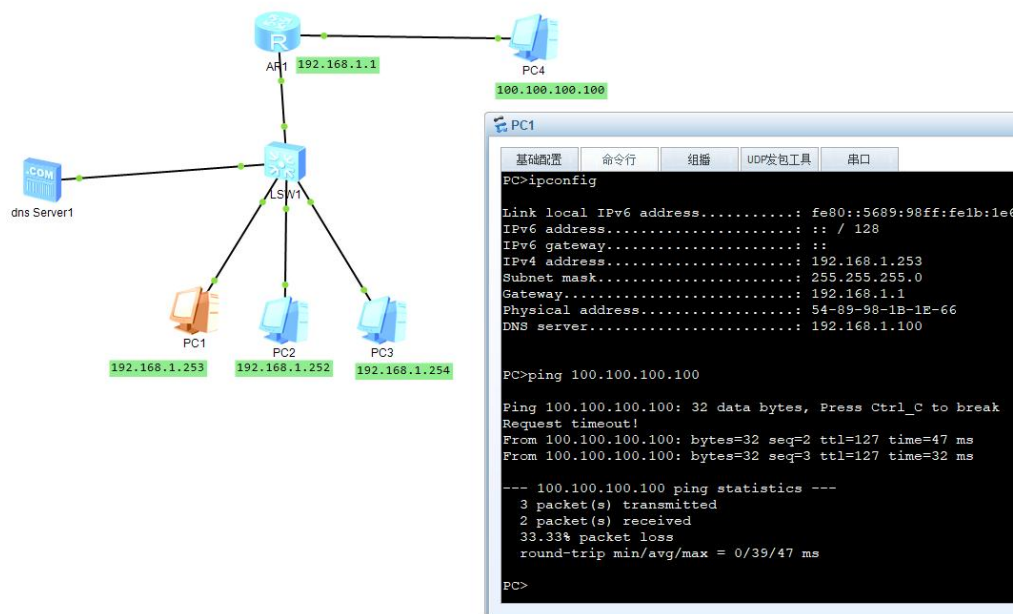 R
AR1
192.168.1.1
PC4
100.100.100.100
.COM
dns Server1
LSW1
PC1
192.168.1.253
PC2
192.168.1.252
PC3
192.168.1.254
PC1
基础配置 命令行 组播 UDP发包工具 串口
PC>ipconfig
Link local IPv6 address...........: fe80::5689:98ff:fe1b:1e6
IPv6 address......................: :: / 128
IPv6 gateway......................: ::
IPv4 address......................: 192.168.1.253
Subnet mask.......................: 255.255.255.0
Gateway...........................: 192.168.1.1
Physical address..................: 54-89-98-1B-1E-66
DNS server........................: 192.168.1.100
PC>ping 100.100.100.100
Ping 100.100.100.100: 32 data bytes, Press Ctrl_C to break
Request timeout!
From 100.100.100.100: bytes=32 seq=2 ttl=127 time=47 ms
From 100.100.100.100: bytes=32 seq=3 ttl=127 time=32 ms
--- 100.100.100.100 ping statistics ---
3 packet(s) transmitted
2 packet(s) received
33.33% packet loss
round-trip min/avg/max = 0/39/47 ms
PC>